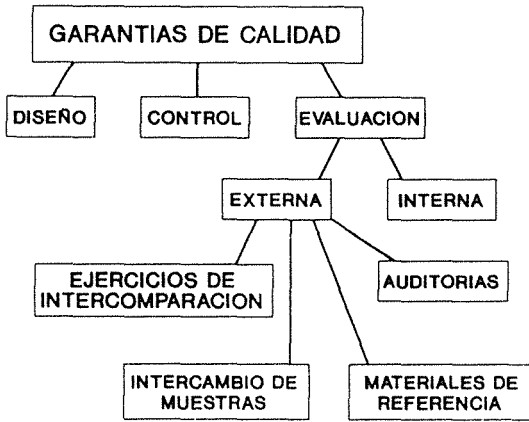 GARANTIAS DE CALIDAD
DISEÑO
CONTROL
EVALUACION
EXTERNA
INTERNA
EJERCICIOS DE
INTERCOMPARACION
AUDITORIAS
INTERCAMBIO DE
MUESTRAS
MATERIALES DE
REFERENCIA